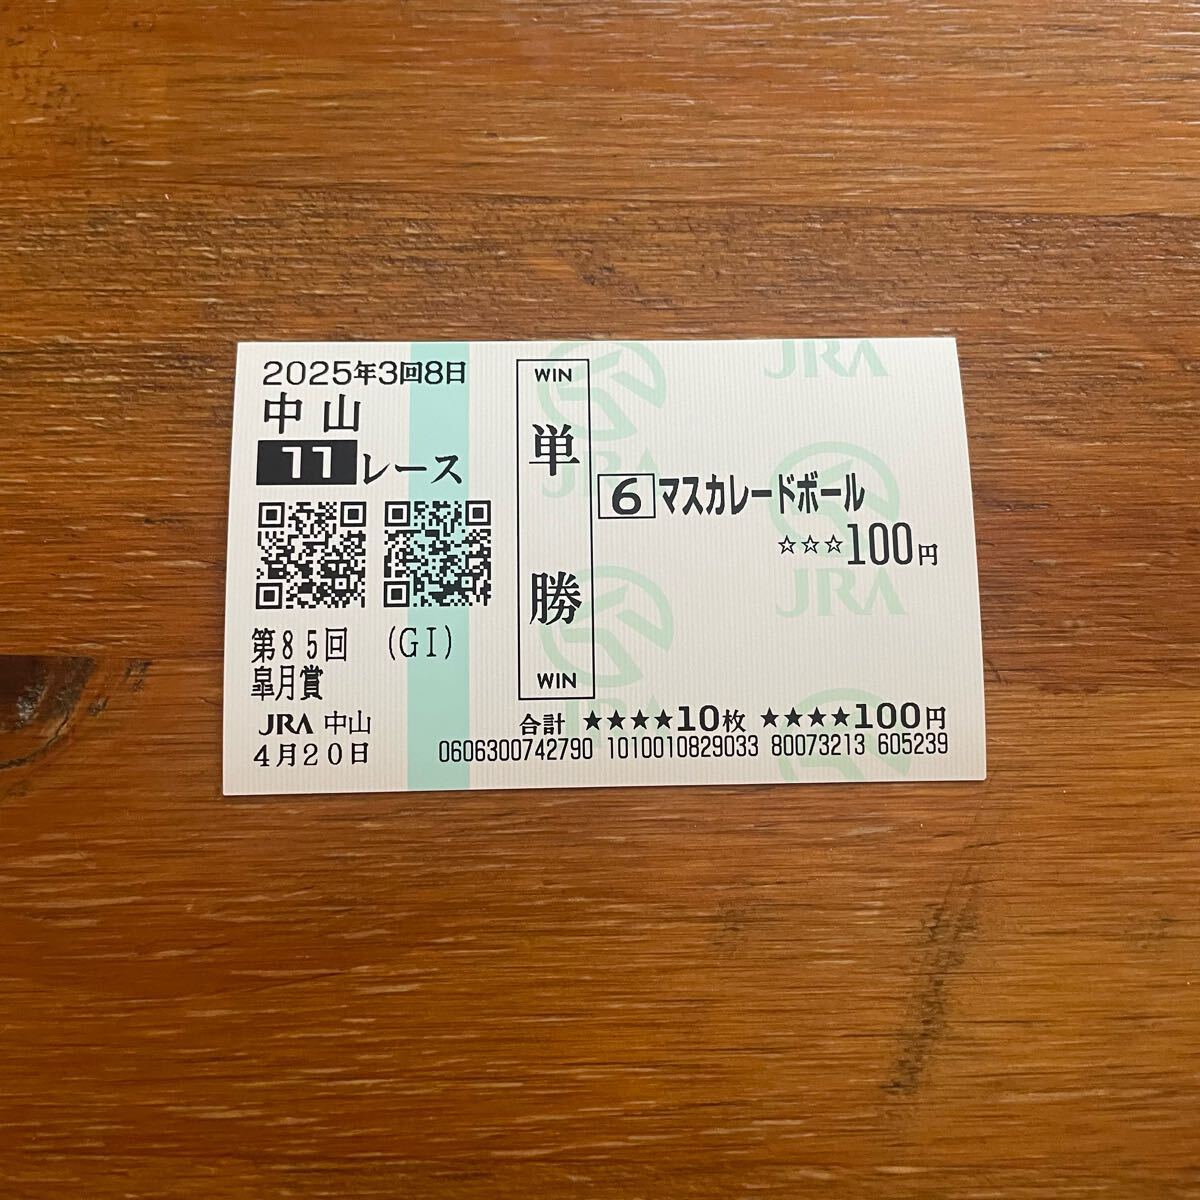 2025年3回8日
中山
11レース
第85回 (GI)
皐月賞
JRA 中山
4月20日
WIN
単勝
WIN
6 マスカレードボール
☆☆☆100円
合計 ★★★★10枚 ★★★★100円
0606300742790 1010010829033 80073213 605239
JRA
JRA
JRA
JRA